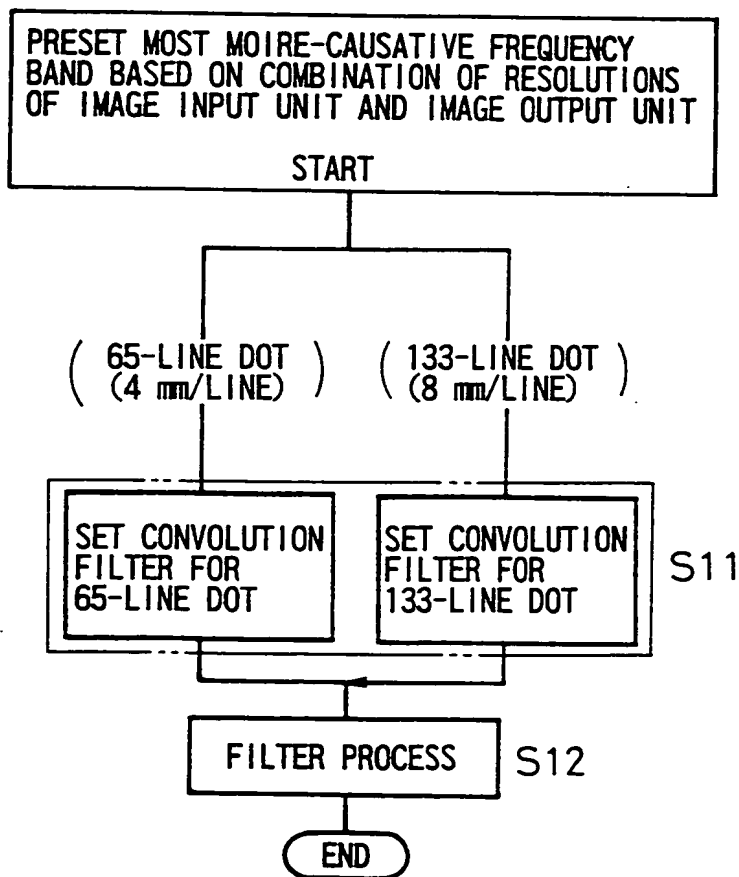 PRESET MOST MOIRE-CAUSATIVE FREQUENCY
BAND BASED ON COMBINATION OF RESOLUTIONS
OF IMAGE INPUT UNIT AND IMAGE OUTPUT UNIT
START
( 65-LINE DOT )
(4 mm/LINE)
( 133-LINE DOT )
(8 mm/LINE)
SET CONVOLUTION
FILTER FOR
65-LINE DOT
SET CONVOLUTION
FILTER FOR
133-LINE DOT
S11
FILTER PROCESS
S12
END